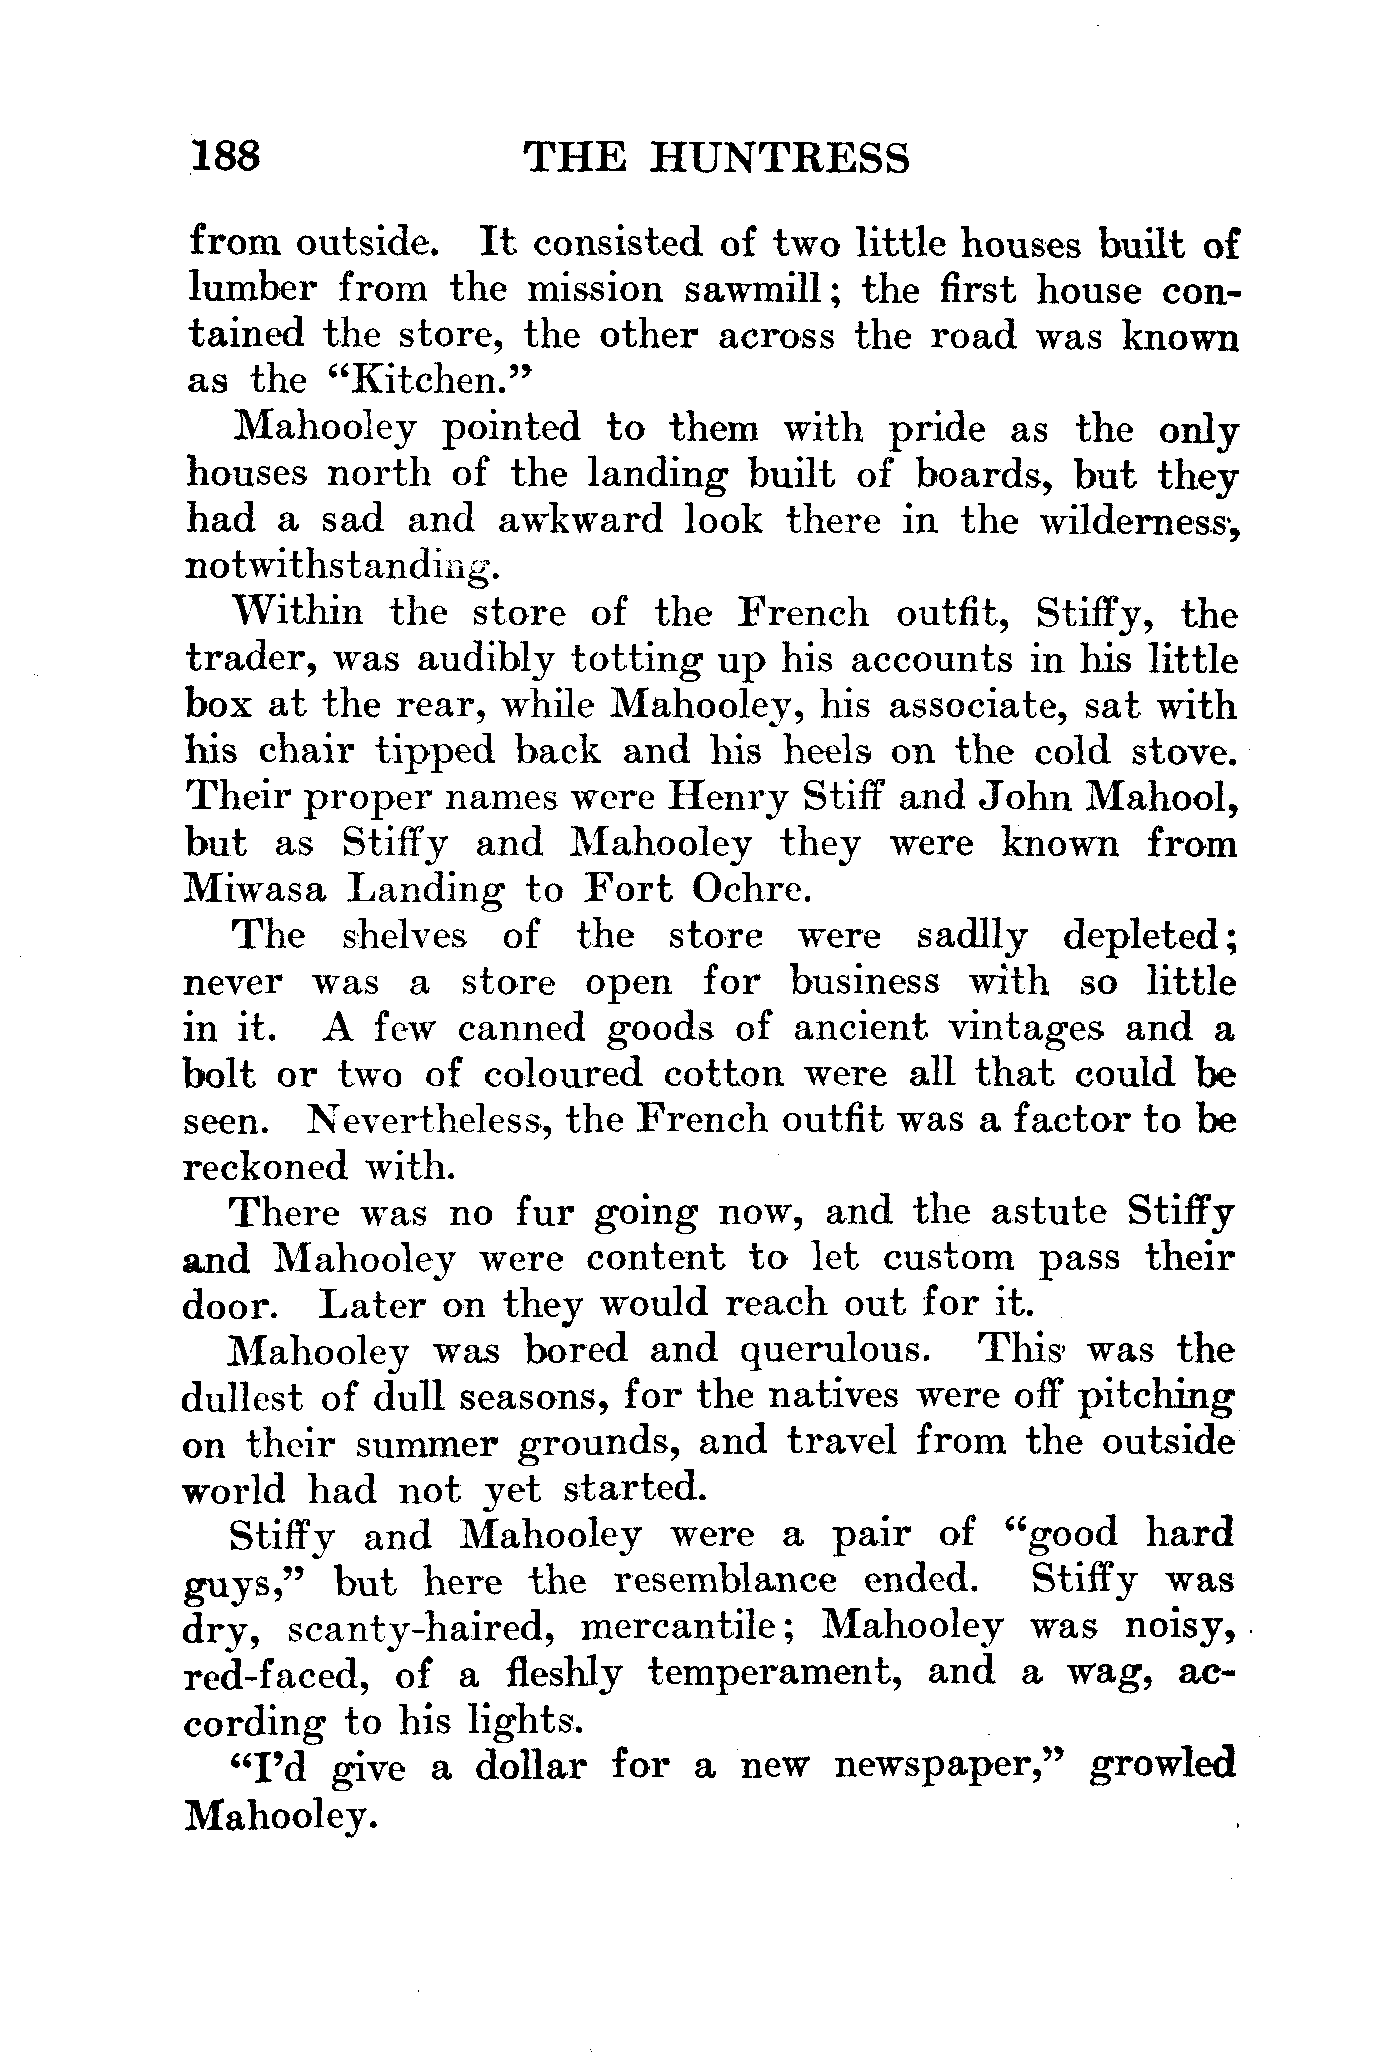 188 THE HUNTRESS
from outside. It consisted of two little houses built of
lumber from the mission sawmill; the first house con-
tained the store, the other across the road was known
as the “Kitchen.”
Mahooley pointed to them with pride as the only
houses north of the landing built of boards, but they
had a sad and awkward look there in the wilderness,
notwithstanding.
Within the store of the French outfit, Stiffy, the
trader, was audibly totting up his accounts in his little
box at the rear, while Mahooley, his associate, sat with
his chair tipped back and his heels on the cold stove.
Their proper names were Henry Stiff and John Mahool,
but as Stiffy and Mahooley they were known from
Miwasa Landing to Fort Ochre.
The shelves of the store were sadlly depleted;
never was a store open for business with so little
in it. A few canned goods of ancient vintages and a
bolt or two of coloured cotton were all that could be
seen. Nevertheless, the French outfit was a factor to be
reckoned with.
There was no fur going now, and the astute Stiffy
and Mahooley were content to let custom pass their
door. Later on they would reach out for it.
Mahooley was bored and querulous. This was the
dullest of dull seasons, for the natives were off pitching
on their summer grounds, and travel from the outside
world had not yet started.
Stiffy and Mahooley were a pair of “good hard
guys,” but here the resemblance ended. Stiffy was
dry, scanty-haired, mercantile; Mahooley was noisy,
red-faced, of a fleshly temperament, and a wag, ac-
cording to his lights.
“I’d give a dollar for a new newspaper,” growled
Mahooley.